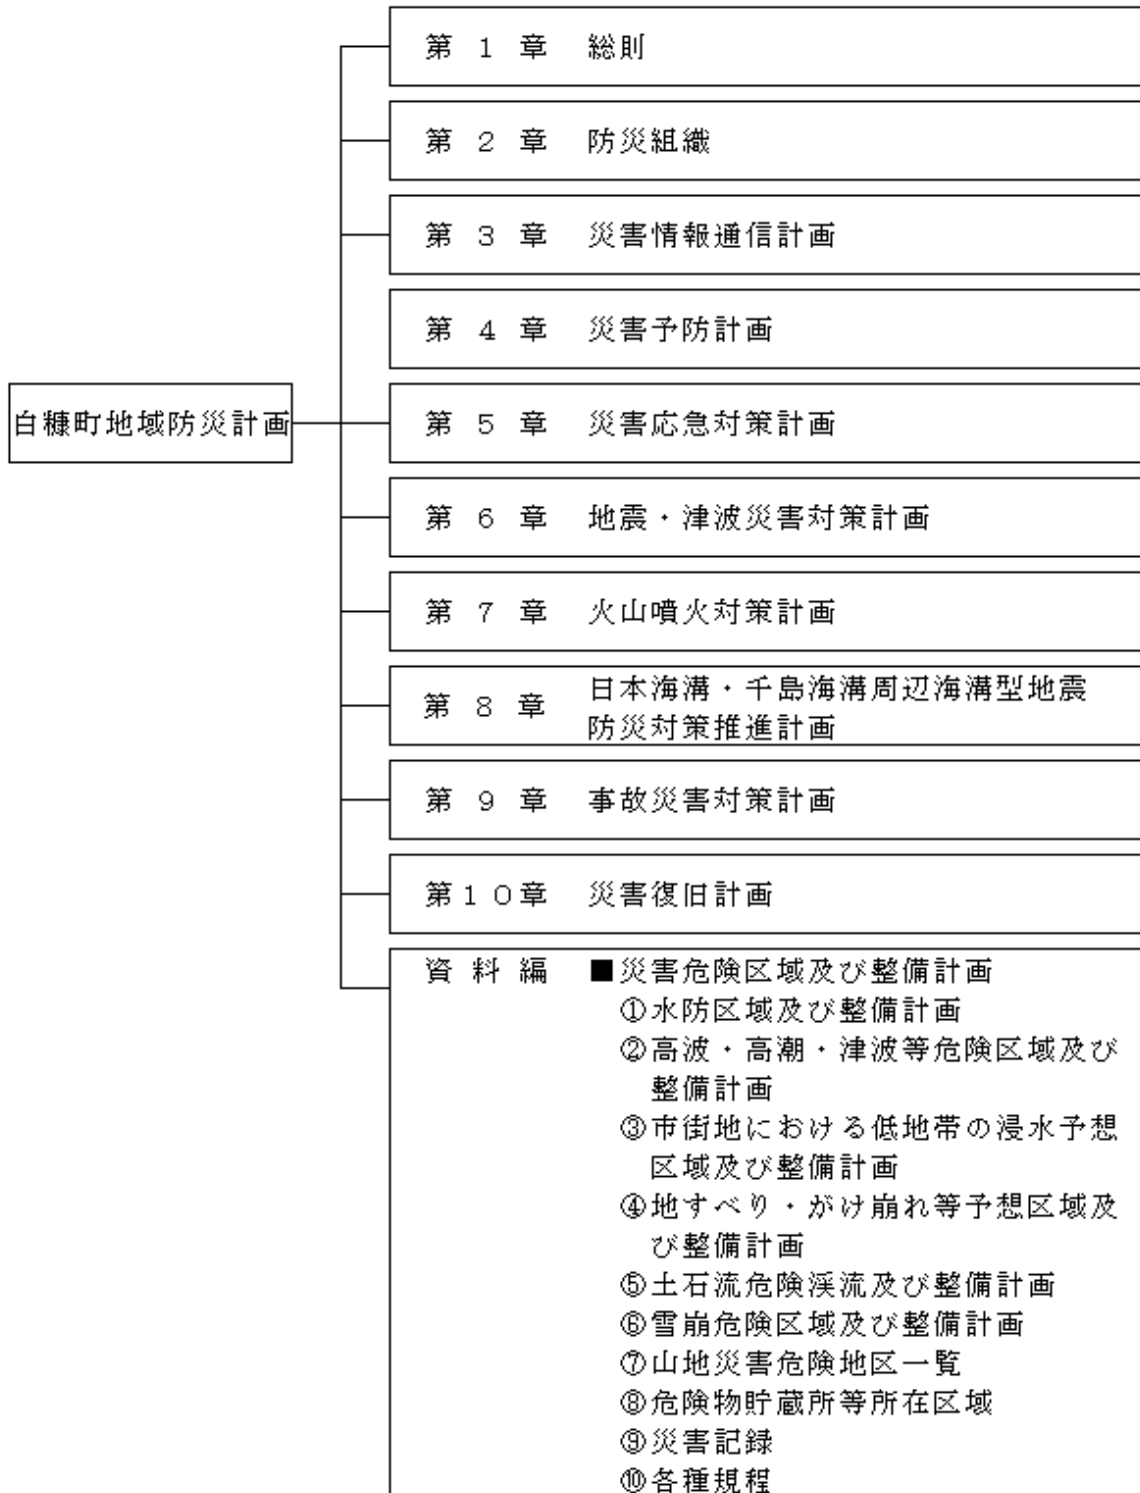 白糠町地域防災計画
第１章 総則
第２章 防災組織
第３章 災害情報通信計画
第４章 災害予防計画
第５章 災害応急対策計画
第６章 地震・津波災害対策計画
第７章 火山噴火対策計画
第８章 日本海溝・千島海溝周辺海溝型地震
防災対策推進計画
第９章 事故災害対策計画
第１０章 災害復旧計画
資料編 ■災害危険区域及び整備計画
①水防区域及び整備計画
②高波・高潮・津波等危険区域及び
整備計画
③市街地における低地帯の浸水予想
区域及び整備計画
④地すべり・がけ崩れ等予想区域及
び整備計画
⑤土石流危険渓流及び整備計画
⑥雪崩危険区域及び整備計画
⑦山地災害危険地区一覧
⑧危険物貯蔵所等所在区域
⑨災害記録
⑩各種規程